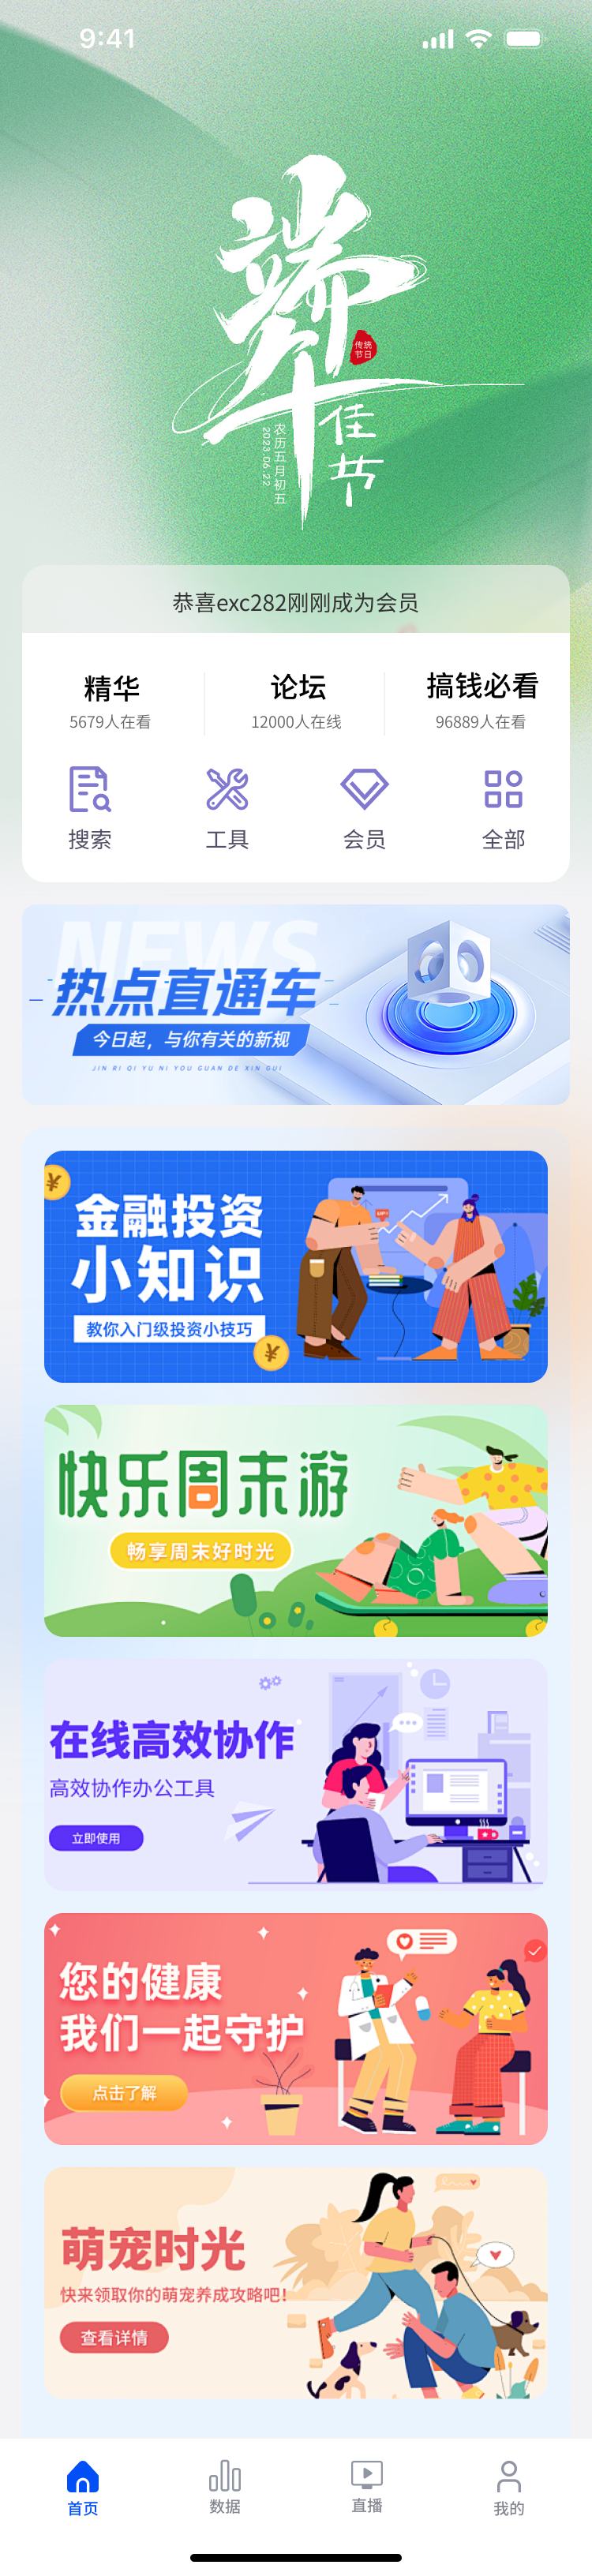 9:41
端午
传统
节日
佳节
农历五月初五
2023.06.22
恭喜exc282刚刚成为会员
精华
论坛
搞钱必看
5679人在看
12000人在线
96889人在看
搜索
工具
会员
全部
NEWS
热点直通车
今日起，与你有关的新规
JIN RI QI YU NI YOU GUAN DE XIN GUI
¥
金融投资
小知识
教你入门级投资小技巧
¥
快乐周末游
畅享周末好时光
在线高效协作
高效协作办公工具
立即使用
您的健康
我们一起守护
点击了解
萌宠时光
快来领取你的萌宠养成攻略吧!
查看详情
首页
数据
直播
我的